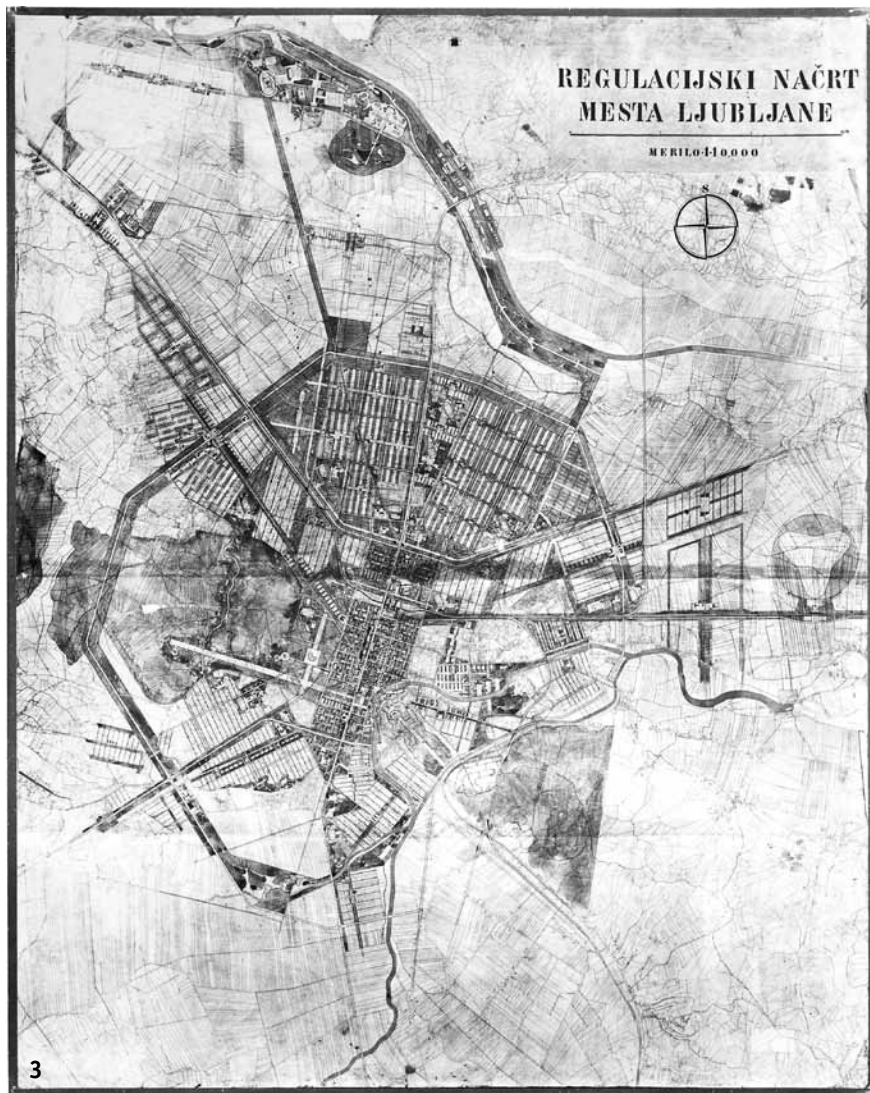 REGULACIJSKI NAČRT
MESTA LJUBLJANE
MERILO·1·10,000
S
3